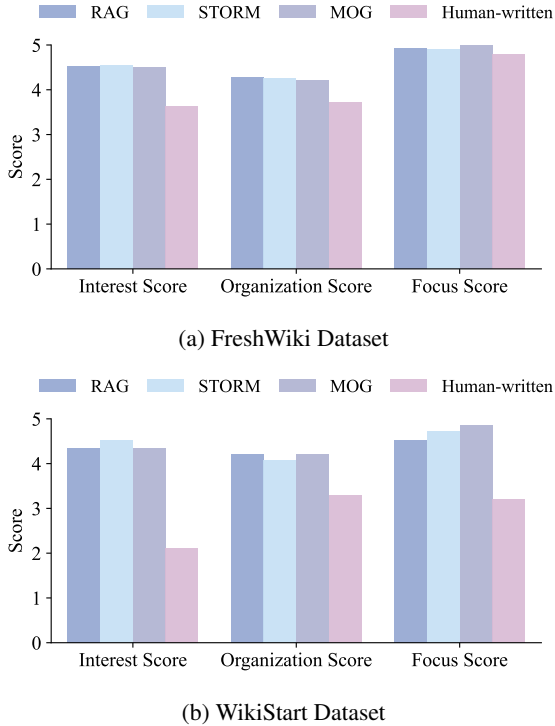 RAG STORM MOG Human-written
5
4
3
2
1
0
Score
Interest Score Organization Score Focus Score
(a) FreshWiki Dataset
RAG STORM MOG Human-written
5
4
3
2
1
0
Score
Interest Score Organization Score Focus Score
(b) WikiStart Dataset